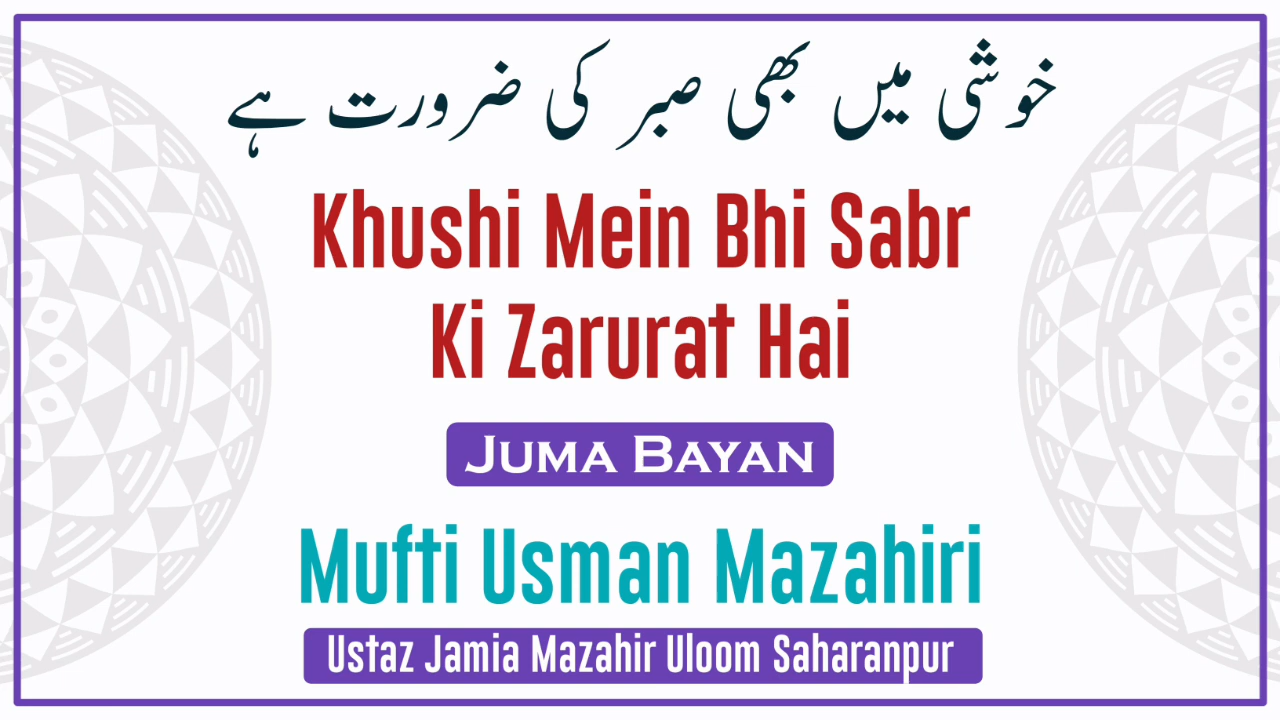 خوشی میں بھی صبر کی ضرورت ہے
Khushi Mein Bhi Sabr
Ki Zarurat Hai
JUMA BAYAN
Mufti Usman Mazahiri
Ustaz Jamia Mazahir Uloom Saharanpur